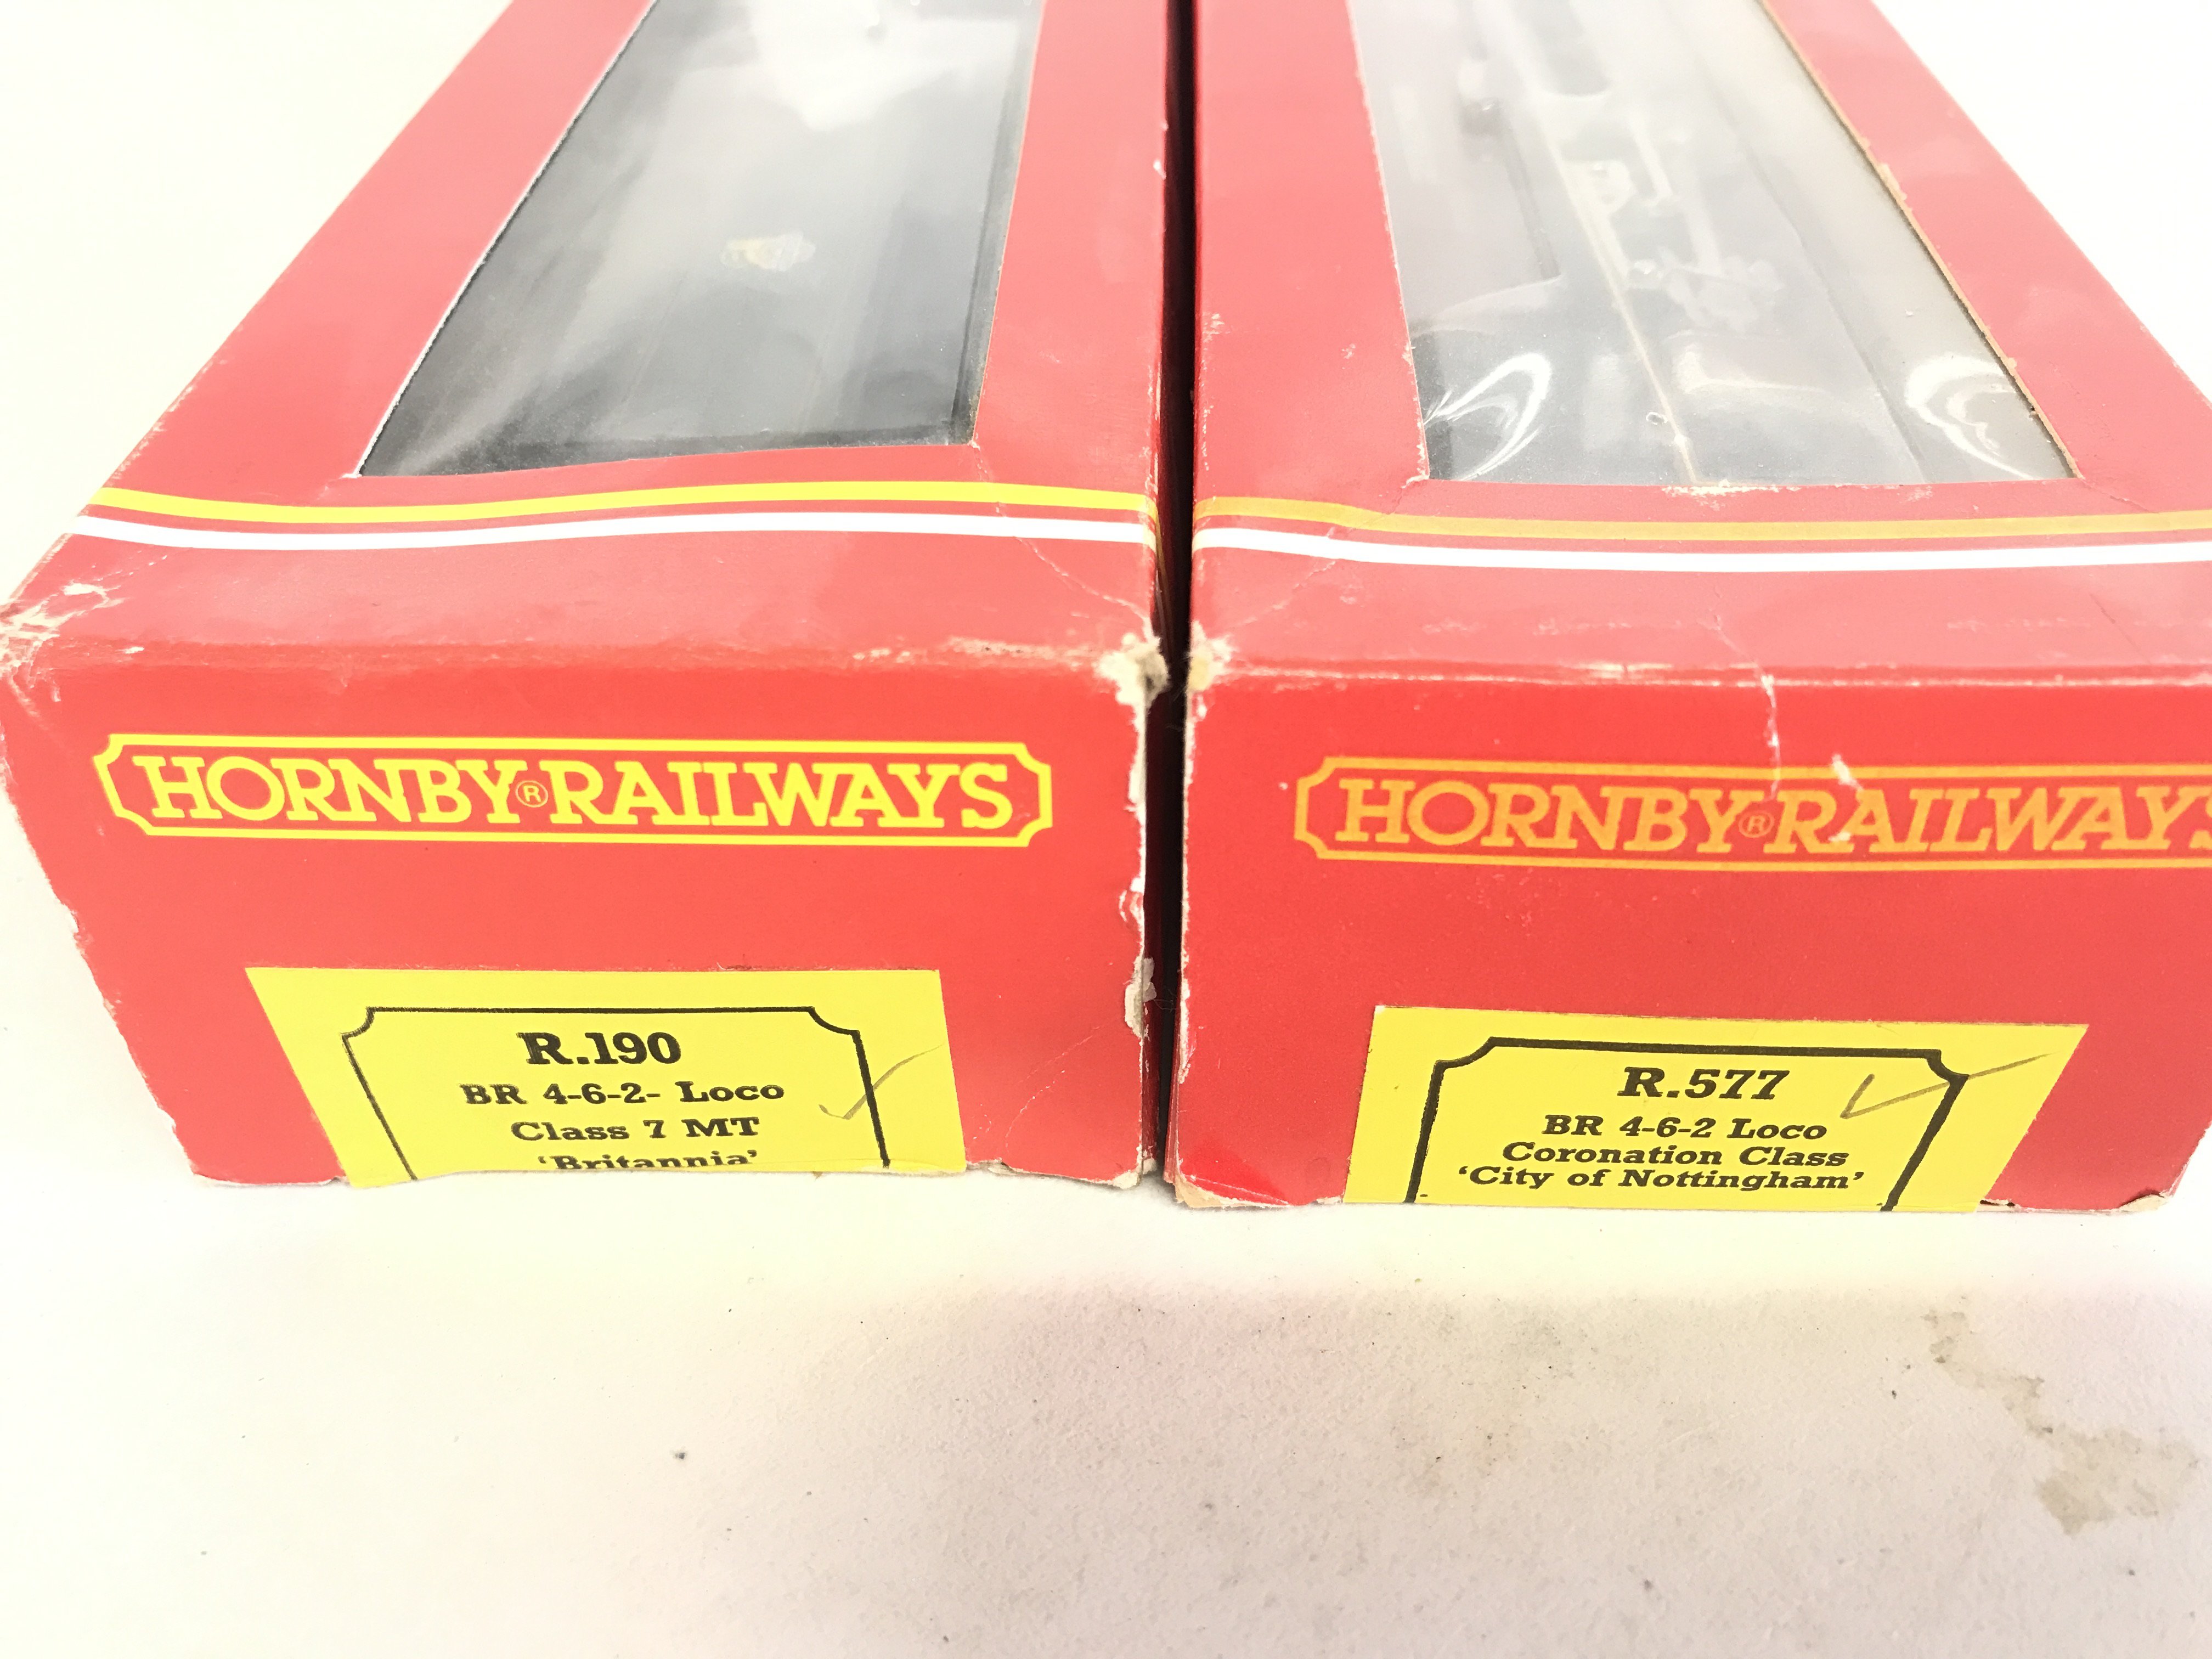 HORNBY®RAILWAYS
R.190
BR 4-6-2- Loco
Class 7 MT
‘Britannia’
HORNBY®RAILWAYS
R.577
BR 4-6-2 Loco
Coronation Class
‘City of Nottingham’